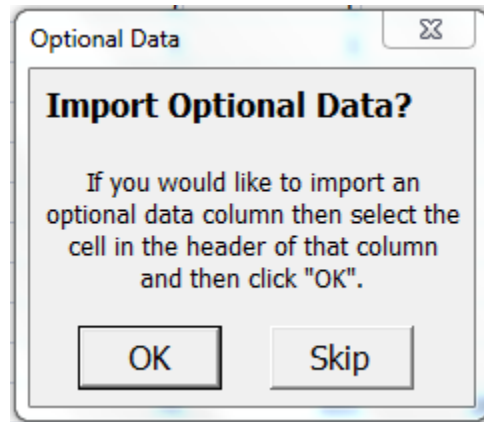 Optional Data
Import Optional Data?
If you would like to import an
optional data column then select the
cell in the header of that column
and then click "OK".
OK Skip